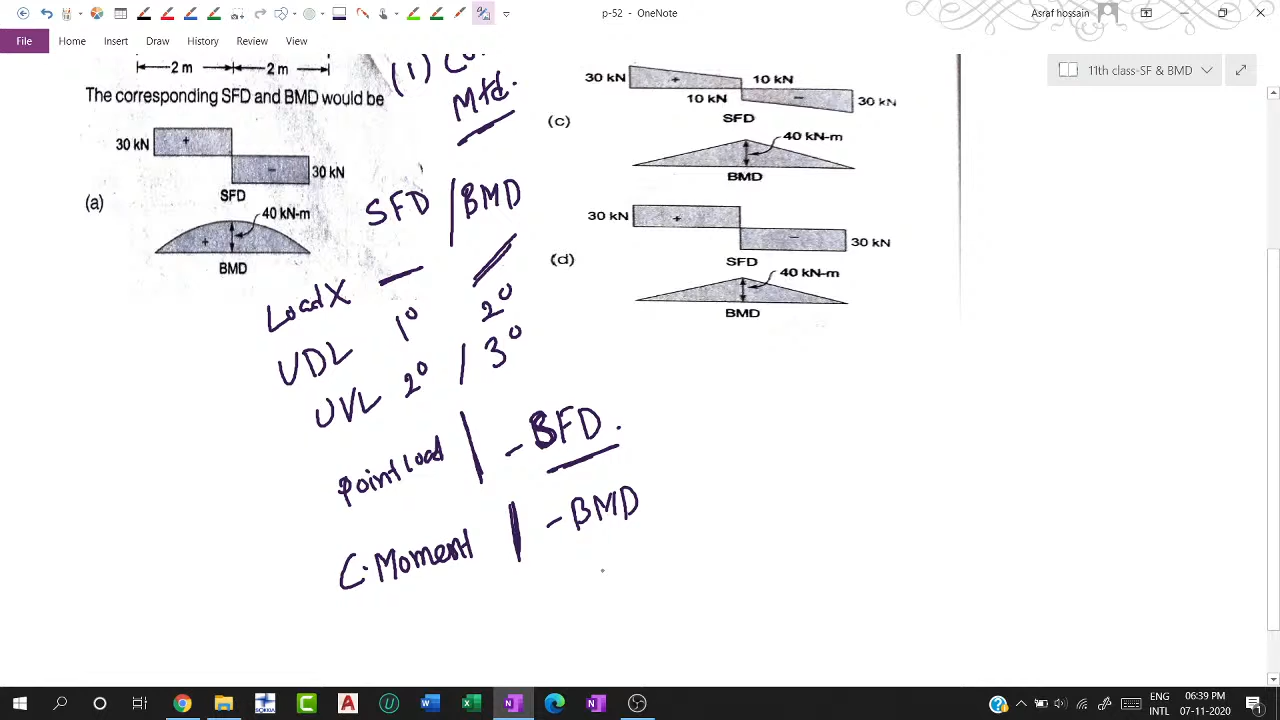 p-52 - OneNote
Asraf hossain
File Home Insert Draw History Review View
11th class-SF & BMD
2 m 2 m
The corresponding SFD and BMD would be
30 kN
+
−
30 kN
SFD
(a)
40 kN-m
+
BMD
(1)
Mtd.
SFD / BMD
Load X
UDL 1° 2°
UVL 2° / 3°
Point Load | - SFD.
C. Moment | - BMD
30 kN
+
10 kN
10 kN
−
30 kN
SFD
(c)
40 kN-m
BMD
30 kN
+
−
30 kN
SFD
(d)
40 kN-m
BMD
ENG 06:39 PM
INTL 07-11-2020